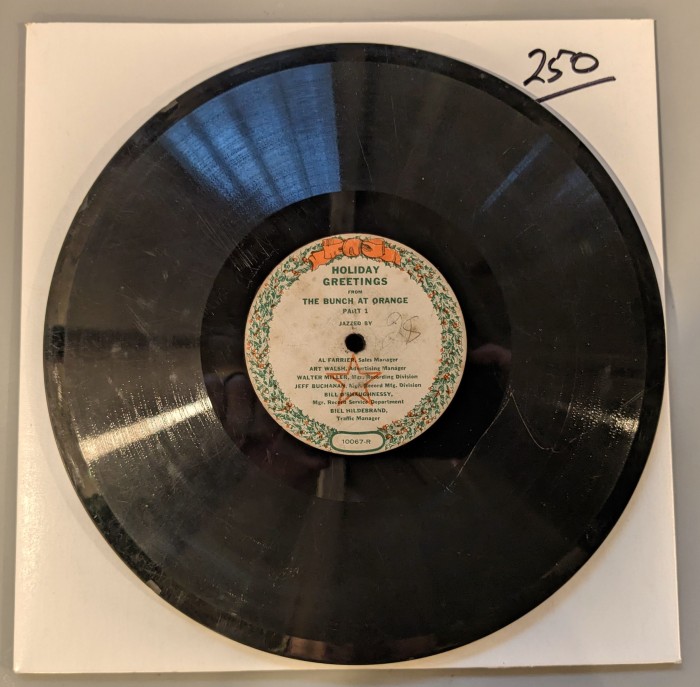 250
HOLIDAY
GREETINGS
FROM
THE BUNCH AT ORANGE
PART 1
JAZZED BY
AL FARRIER, Sales Manager
ART WALSH, Advertising Manager
WALTER MILLER, Mgr. Recording Division
JEFF BUCHANAN, Record Mfg. Division
BILL
Mgr. Record Service Department
BILL HILDEBRAND,
Traffic Manager
10067-R